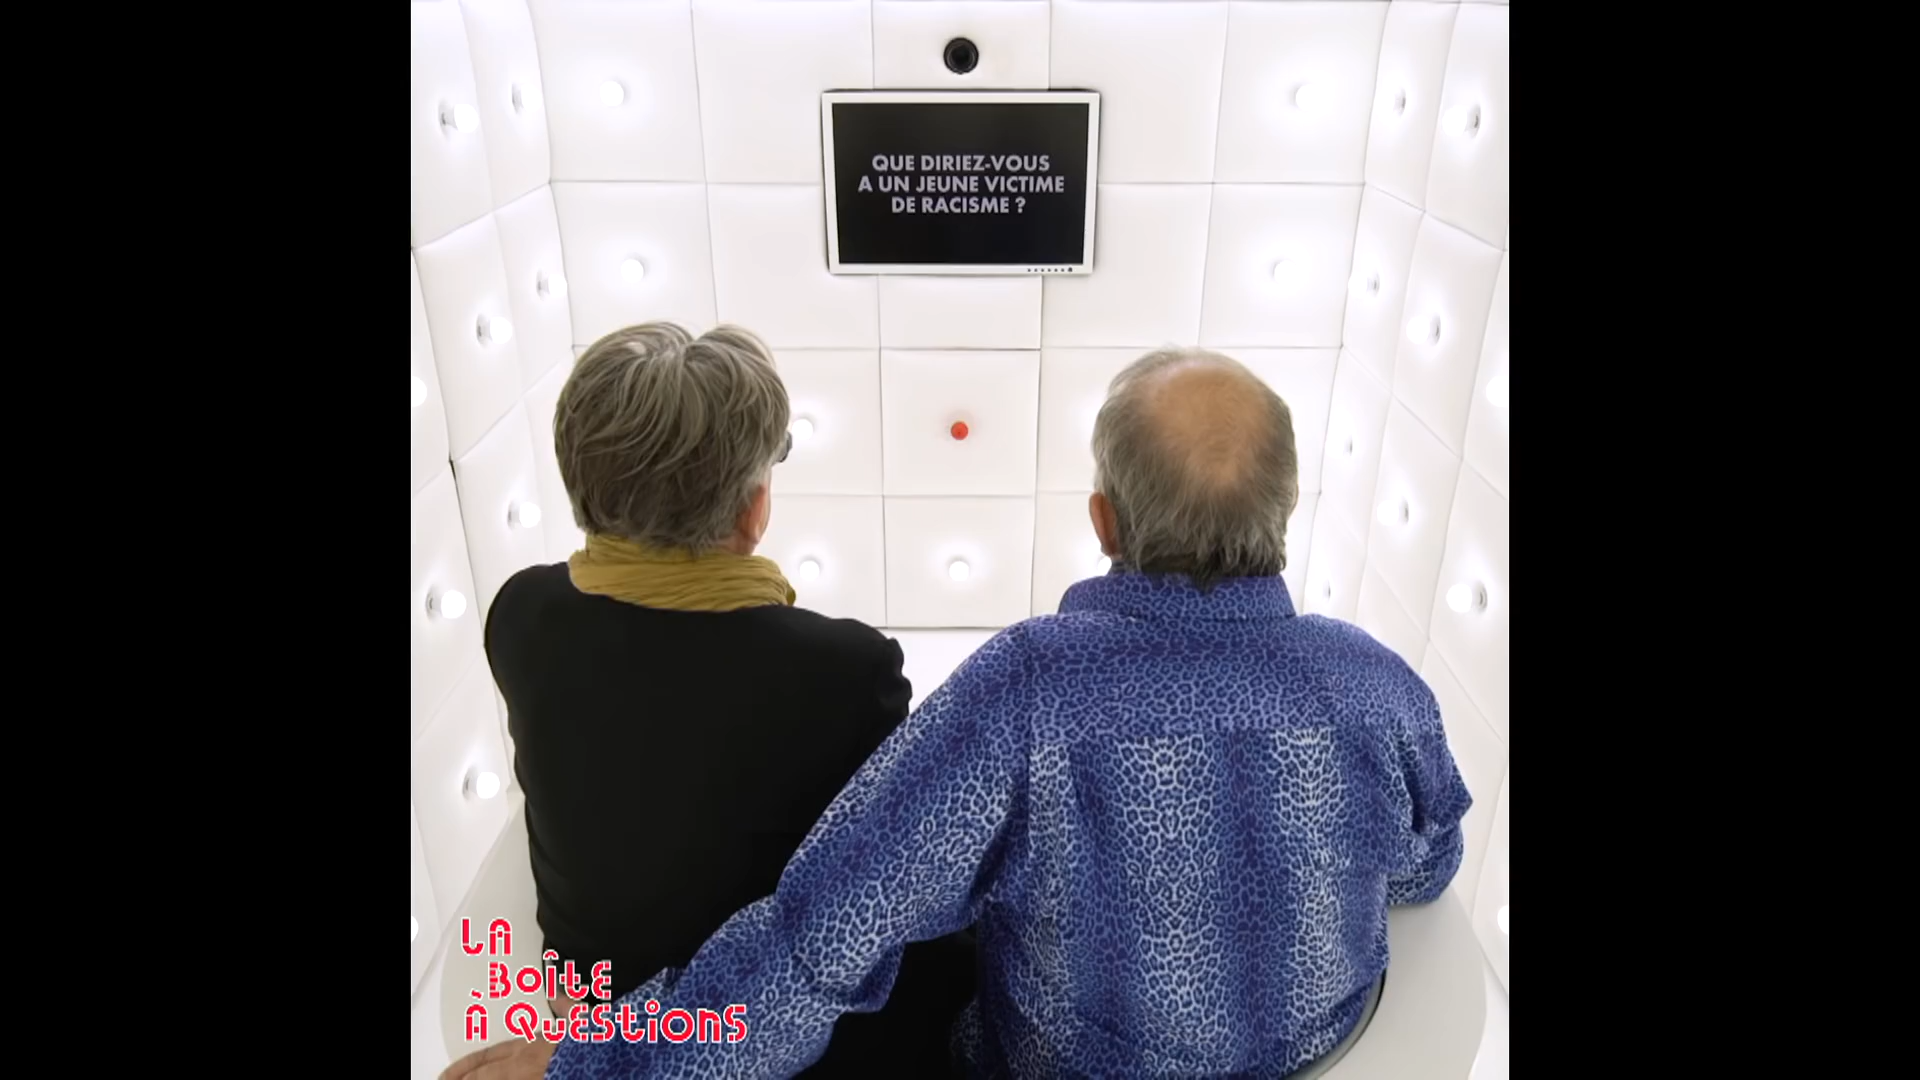 QUE DIRIEZ-VOUS
A UN JEUNE VICTIME
DE RACISME ?
LA
BOÎTE
À QUESTIONS